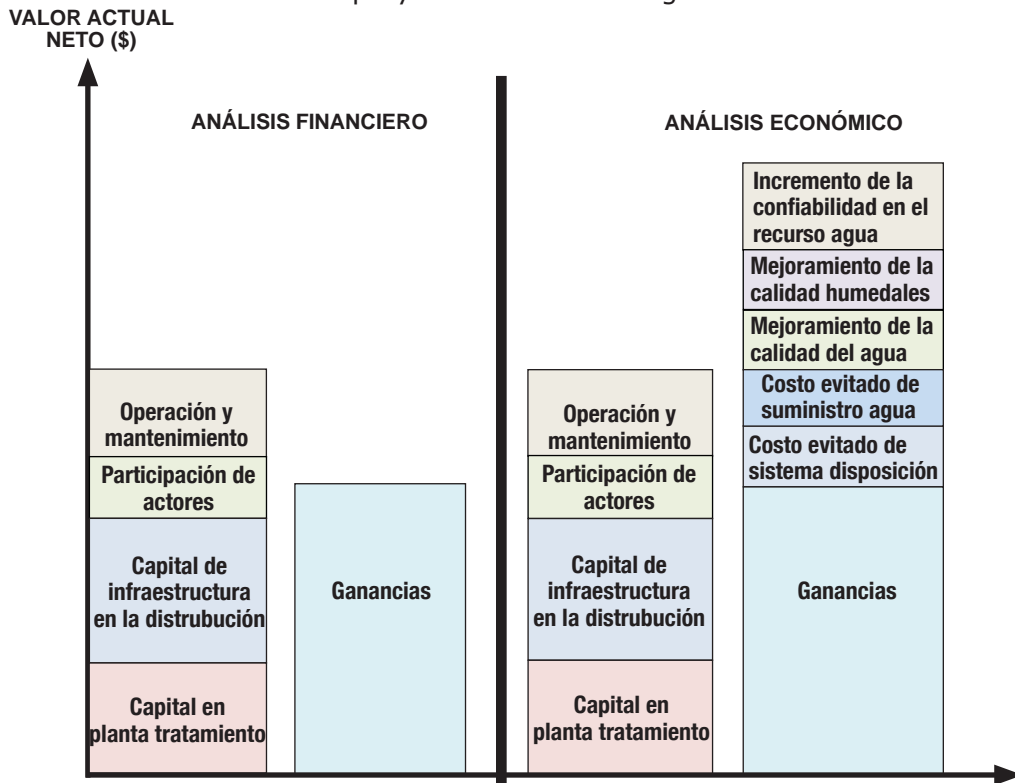 VALOR ACTUAL
NETO ($)
ANÁLISIS FINANCIERO
Operación y
mantenimiento
Participación de
actores
Capital de
infraestructura
en la distrubución
Capital en
planta tratamiento
Ganancias
ANÁLISIS ECONÓMICO
Operación y
mantenimiento
Participación de
actores
Capital de
infraestructura
en la distrubución
Capital en
planta tratamiento
Incremento de la
confiabilidad en el
recurso agua
Mejoramiento de la
calidad humedales
Mejoramiento de la
calidad del agua
Costo evitado de
suministro agua
Costo evitado de
sistema disposición
Ganancias